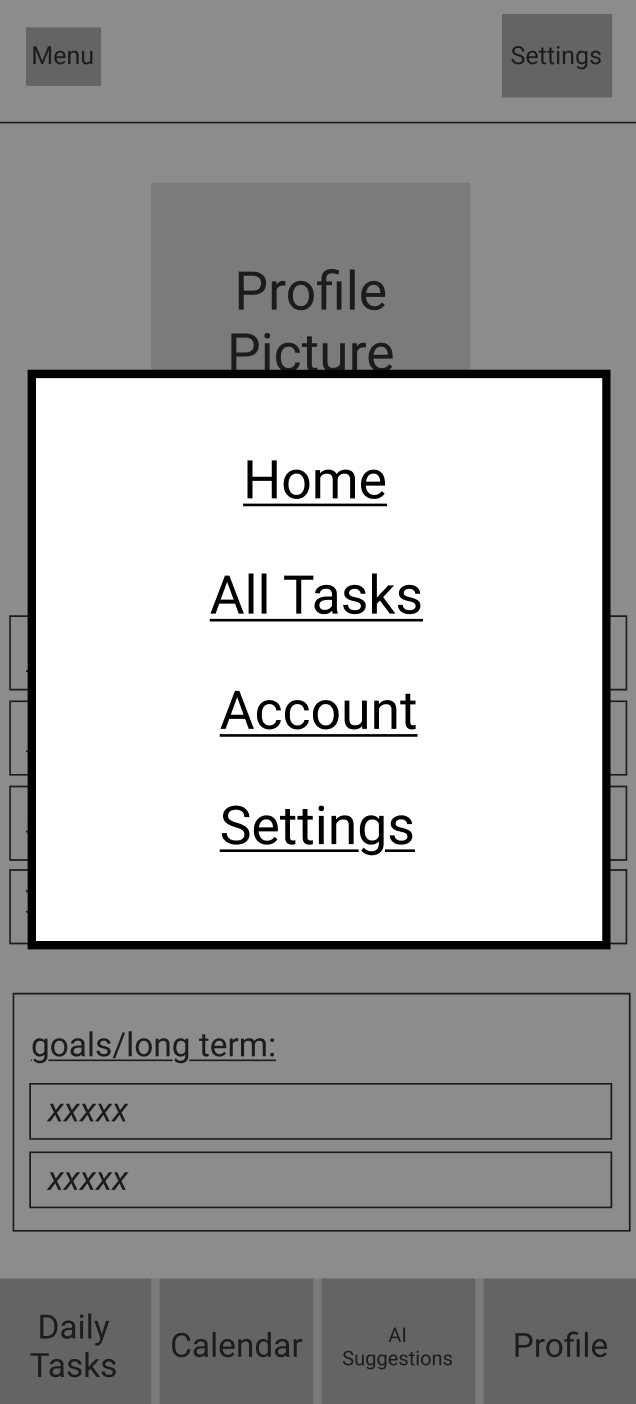 Menu
Settings
Profile
Picture
Home
All Tasks
Account
Settings
goals/long term:
xxxxx
xxxxx
Daily
Tasks
Calendar
AI
Suggestions
Profile